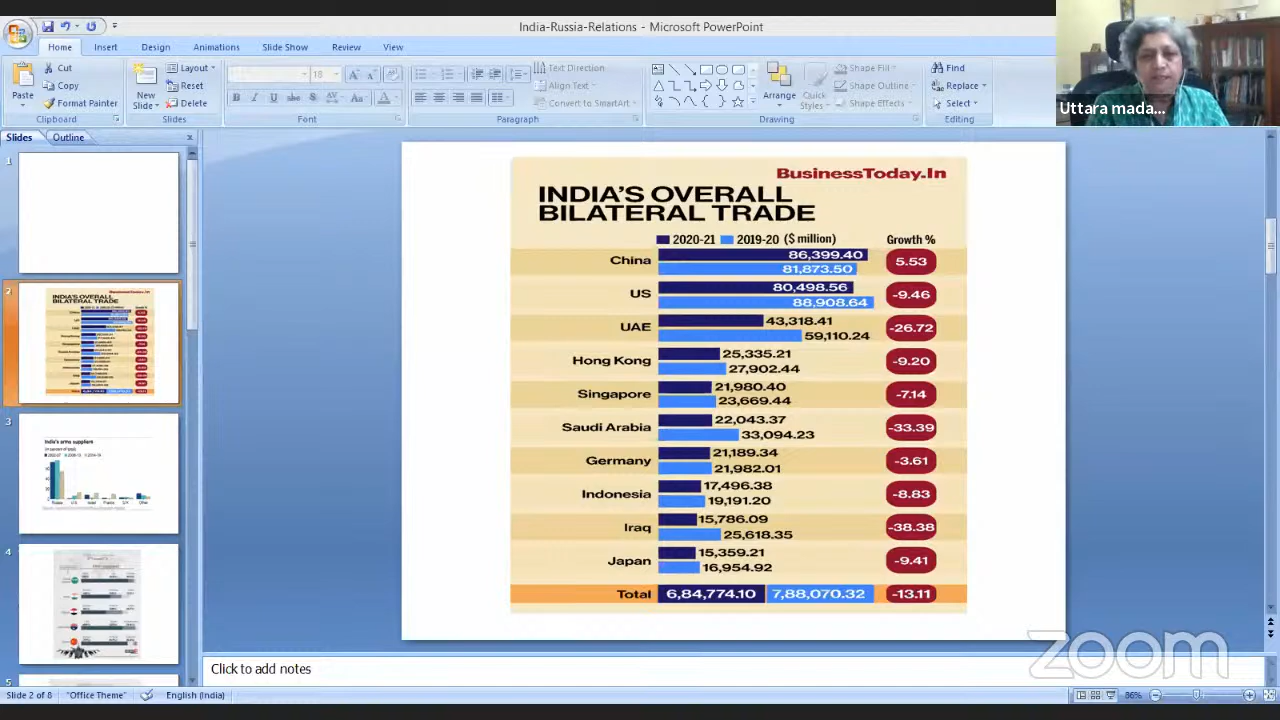 India-Russia-Relations - Microsoft PowerPoint
Home Insert Design Animations Slide Show Review View
Cut
Copy
Format Painter
Paste
Clipboard
New
Slide
Layout
Reset
Delete
Slides
18
Font
Text Direction
Align Text
Convert to SmartArt
Paragraph
Arrange
Quick
Styles
Shape Fill
Shape Outline
Shape Effects
Drawing
Find
Replace
Select
Editing
Uttara mada...
Slides Outline
1
2
3
India's arms suppliers
4
5
BusinessToday.In
INDIA'S OVERALL
BILATERAL TRADE
2020-21 2019-20 ($ million) Growth %
China 86,399.40 81,873.50 5.53
US 80,498.56 88,908.64 -9.46
UAE 43,318.41 59,110.24 -26.72
Hong Kong 25,335.21 27,902.44 -9.20
Singapore 21,980.40 23,669.44 -7.14
Saudi Arabia 22,043.37 33,094.23 -33.39
Germany 21,189.34 21,982.01 -3.61
Indonesia 17,496.38 19,191.20 -8.83
Iraq 15,786.09 25,618.35 -38.38
Japan 15,359.21 16,954.92 -9.41
Total 6,84,774.10 7,88,070.32 -13.11
Click to add notes
zoom
Slide 2 of 8 "Office Theme" English (India) 86%